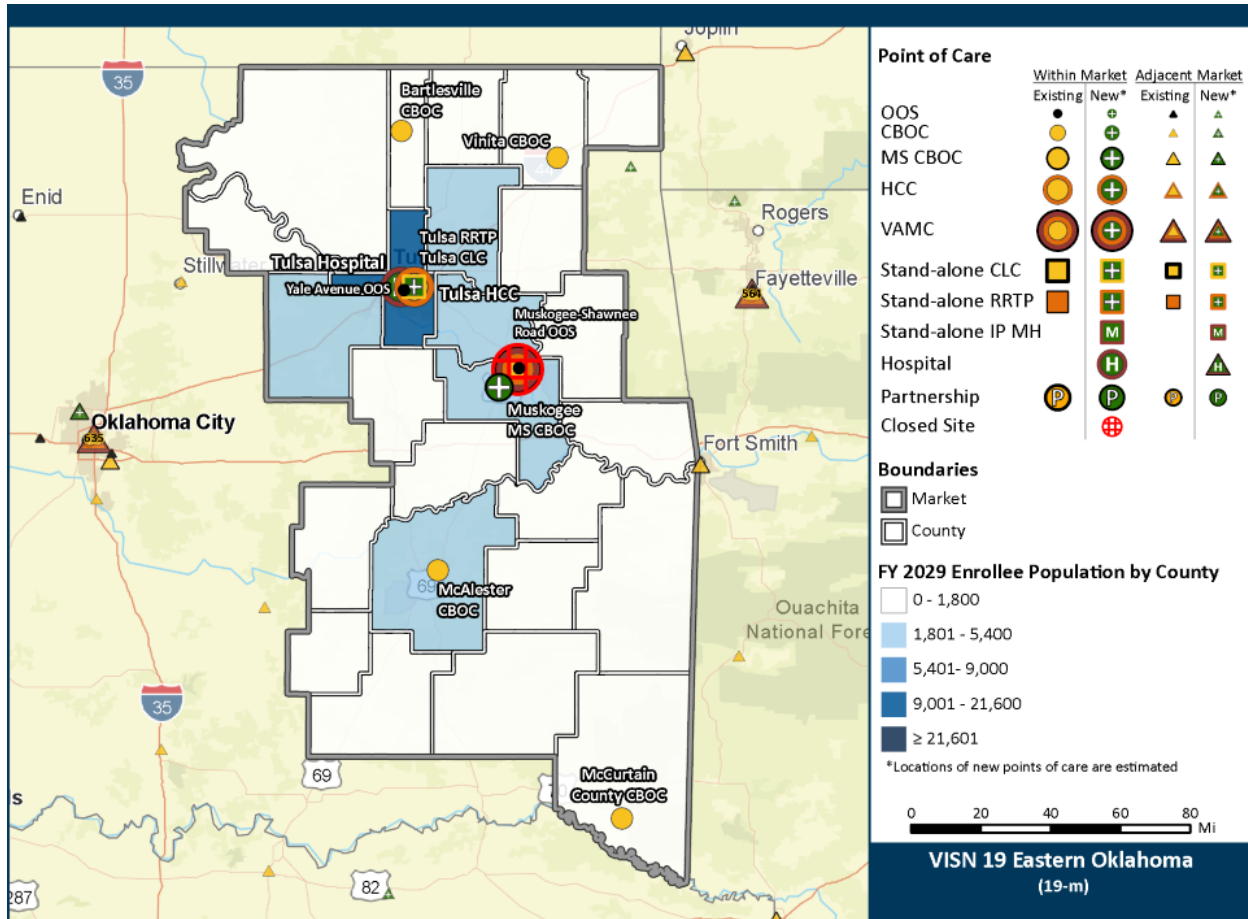 Joplin
35
Bartlesville
CBOC
Vinita CBOC
44
Enid
Rogers
Tulsa RRTP
Tulsa CLC
Tulsa Hospital
Stillwater
Yale Avenue OOS
Tulsa HCC
Fayetteville
564
Muskogee-Shawnee
Road OOS
Oklahoma City
635
Muskogee
MS CBOC
Fort Smith
69
McAlester
CBOC
Ouachita
National Fore
35
69
McCurtain
County CBOC
ls
82
287
Point of Care
Within Market Adjacent Market
Existing New* Existing New*
OOS
CBOC
MS CBOC
HCC
VAMC
Stand-alone CLC
Stand-alone RRTP
Stand-alone IP MH M M
Hospital H H
Partnership P P P P
Closed Site
Boundaries
Market
County
FY 2029 Enrollee Population by County
0 - 1,800
1,801 - 5,400
5,401- 9,000
9,001 - 21,600
≥ 21,601
*Locations of new points of care are estimated
0 20 40 60 80
Mi
VISN 19 Eastern Oklahoma
(19-m)